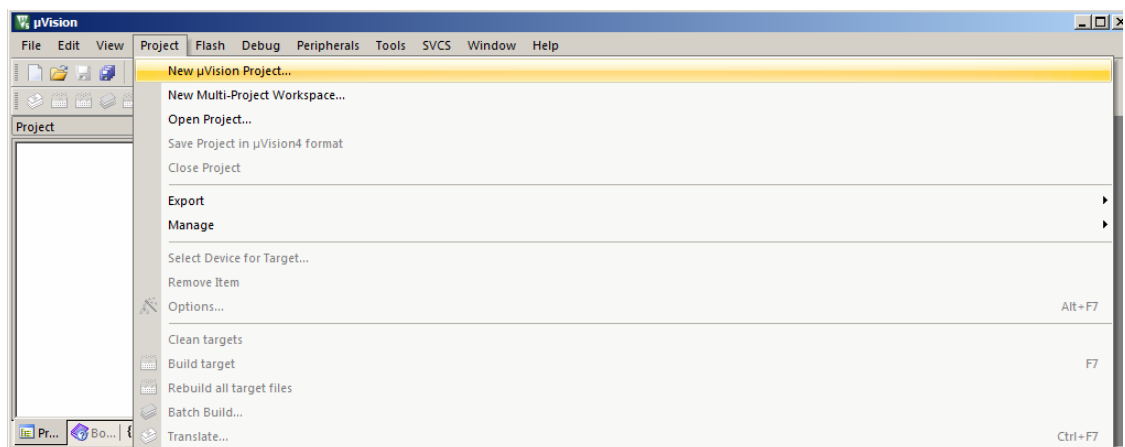 µVision
File Edit View Project Flash Debug Peripherals Tools SVCS Window Help
New µVision Project...
New Multi-Project Workspace...
Open Project...
Project
Save Project in µVision4 format
Close Project
Export
Manage
Select Device for Target...
Remove Item
Options... Alt+F7
Clean targets
Build target F7
Rebuild all target files
Batch Build...
Pr... Bo... {
Translate... Ctrl+F7